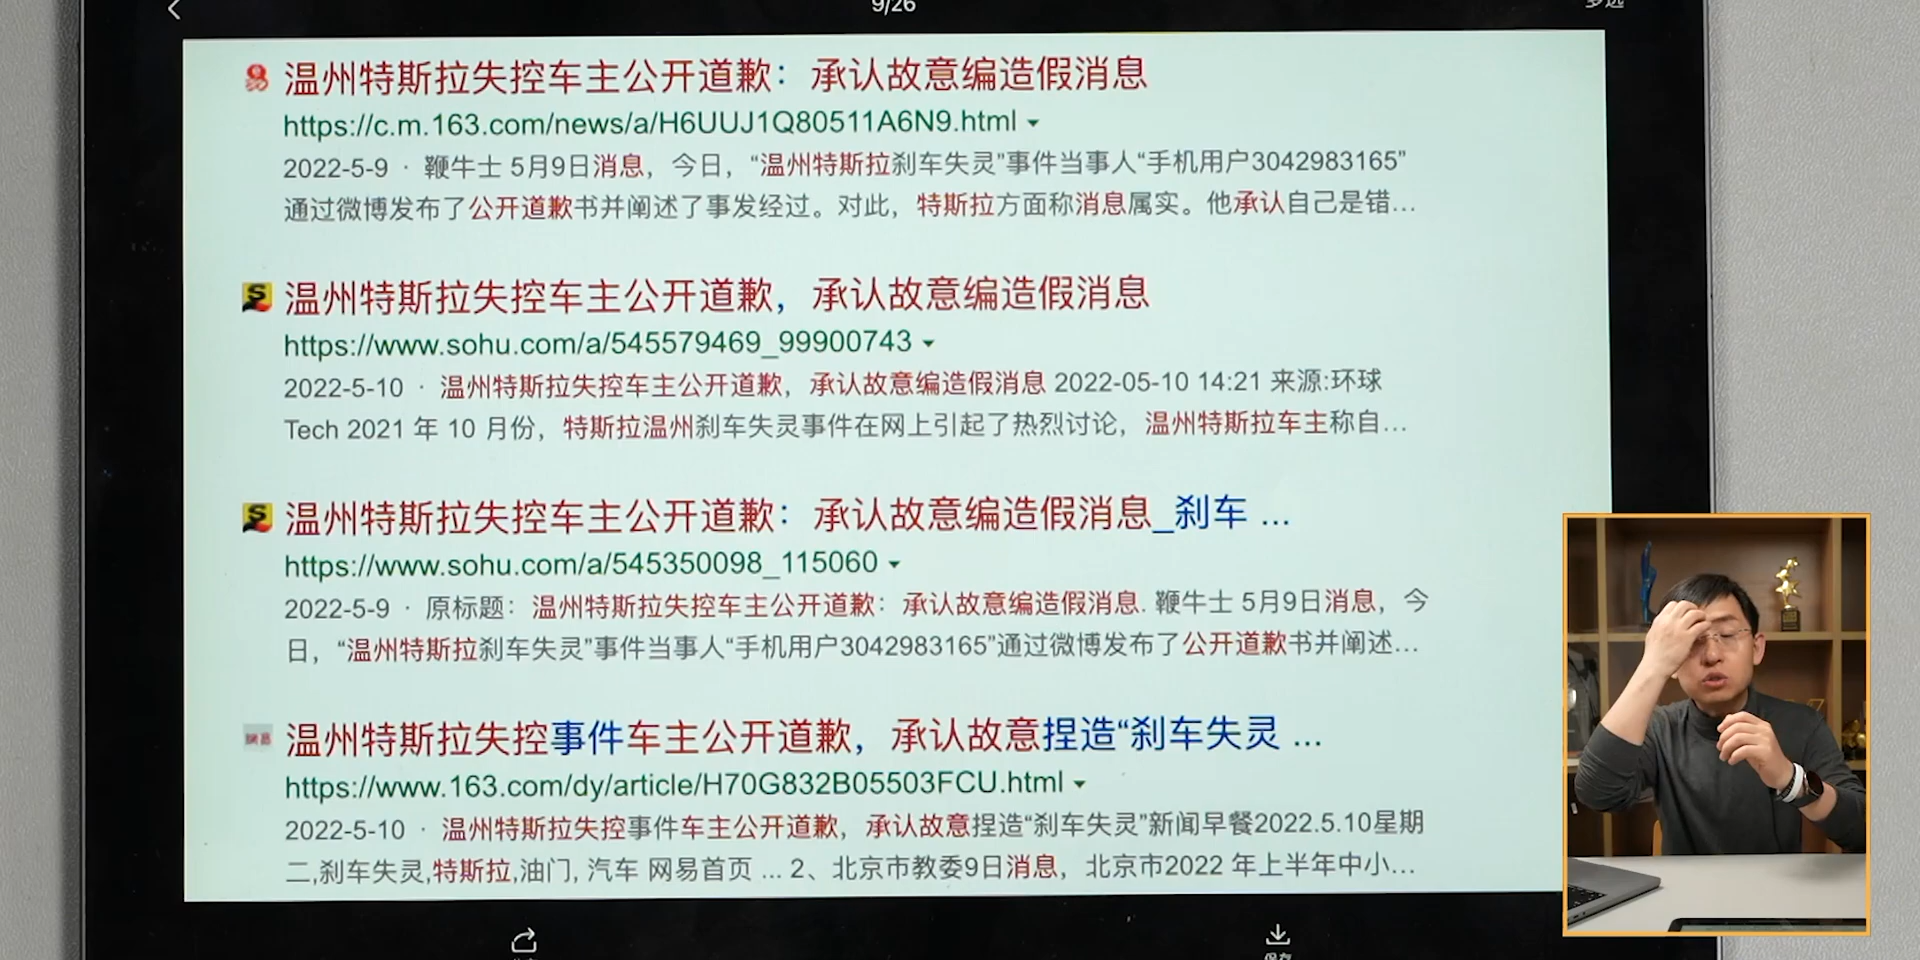 9/26
多选
温州特斯拉失控车主公开道歉：承认故意编造假消息
https://c.m.163.com/news/a/H6UUJ1Q80511A6N9.html
2022-5-9 · 鞭牛士 5月9日消息，今日，“温州特斯拉刹车失灵”事件当事人“手机用户3042983165”
通过微博发布了公开道歉书并阐述了事发经过。对此，特斯拉方面称消息属实。他承认自己是错...
温州特斯拉失控车主公开道歉，承认故意编造假消息
https://www.sohu.com/a/545579469_99900743
2022-5-10 · 温州特斯拉失控车主公开道歉，承认故意编造假消息 2022-05-10 14:21 来源:环球
Tech 2021 年 10 月份，特斯拉温州刹车失灵事件在网上引起了热烈讨论，温州特斯拉车主称自...
温州特斯拉失控车主公开道歉：承认故意编造假消息_刹车 ...
https://www.sohu.com/a/545350098_115060
2022-5-9 · 原标题：温州特斯拉失控车主公开道歉：承认故意编造假消息. 鞭牛士 5月9日消息，今
日，“温州特斯拉刹车失灵”事件当事人“手机用户3042983165”通过微博发布了公开道歉书并阐述...
温州特斯拉失控事件车主公开道歉，承认故意捏造“刹车失灵 ...
https://www.163.com/dy/article/H70G832B05503FCU.html
2022-5-10 · 温州特斯拉失控事件车主公开道歉，承认故意捏造“刹车失灵”新闻早餐2022.5.10星期
二,刹车失灵,特斯拉,油门, 汽车 网易首页 ... 2、北京市教委9日消息，北京市2022 年上半年中小...